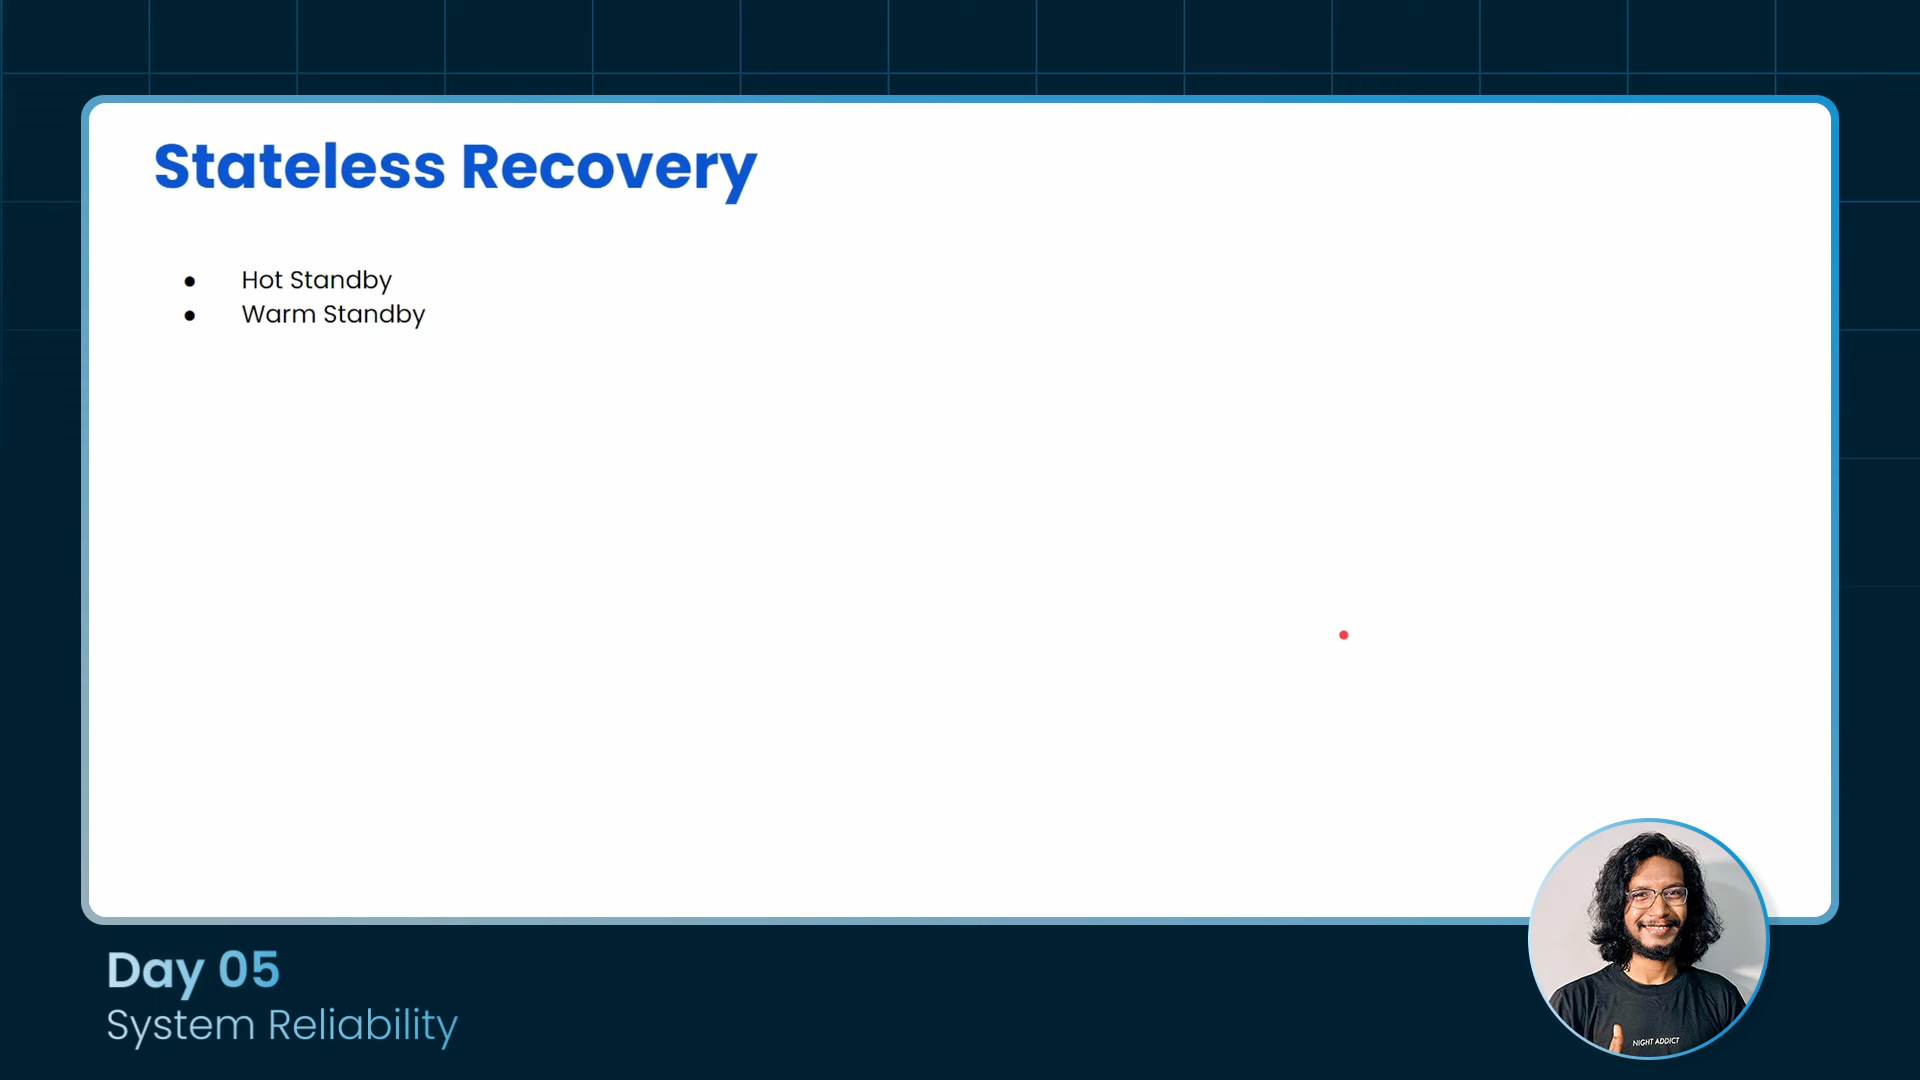 Stateless Recovery
● Hot Standby
● Warm Standby
Day 05
System Reliability
NIGHT ADDICT